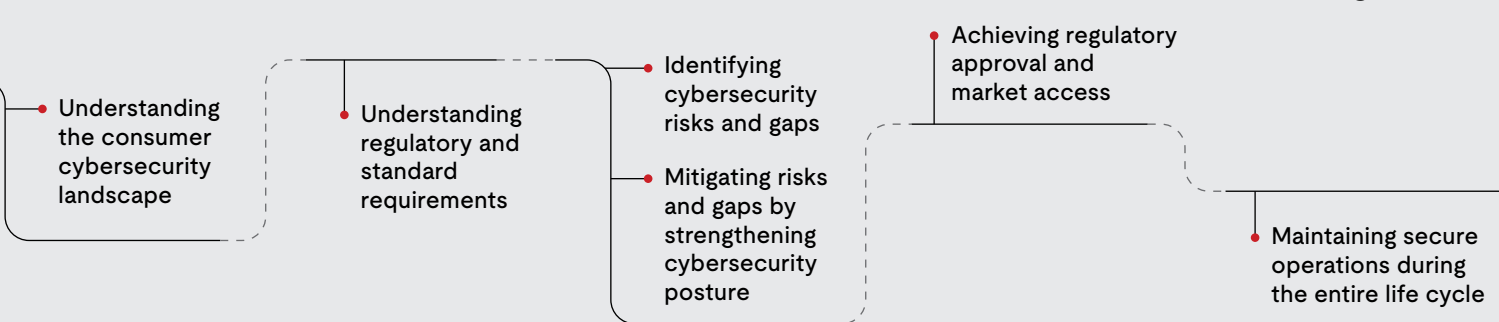 Understanding
the consumer
cybersecurity
landscape
Understanding
regulatory and
standard
requirements
Identifying
cybersecurity
risks and gaps
Mitigating risks
and gaps by
strengthening
cybersecurity
posture
Achieving regulatory
approval and
market access
Maintaining secure
operations during
the entire life cycle